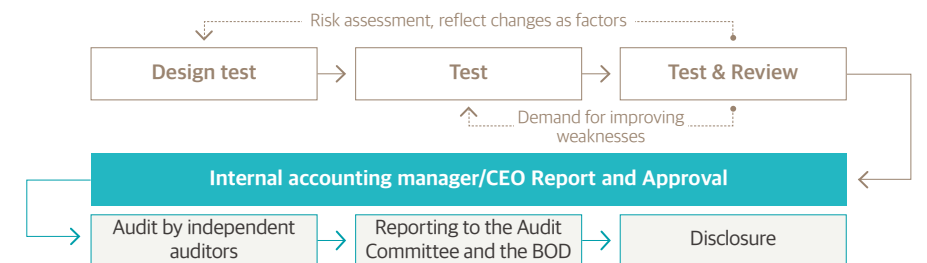 Risk assessment, reflect changes as factors
Design test
Test
Test & Review
Demand for improving
weaknesses
Internal accounting manager/CEO Report and Approval
Audit by independent
auditors
Reporting to the Audit
Committee and the BOD
Disclosure